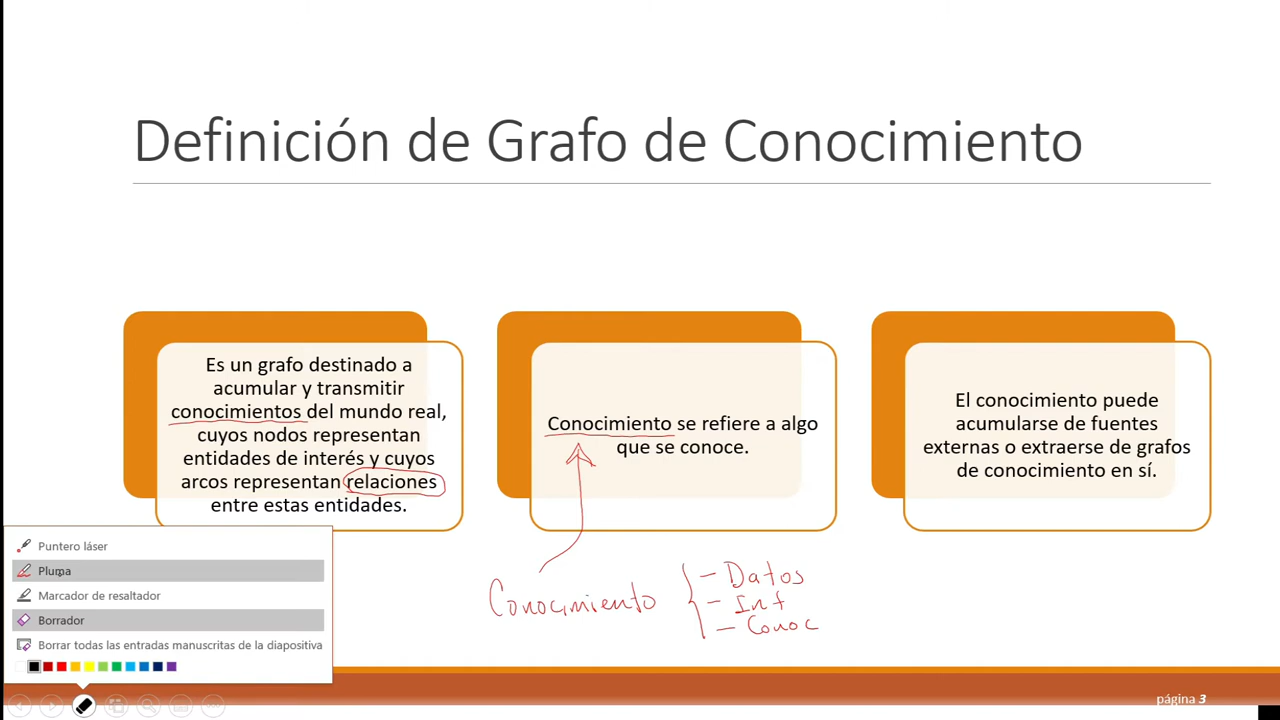 Definición de Grafo de Conocimiento
Es un grafo destinado a
acumular y transmitir
conocimientos del mundo real,
cuyos nodos representan
entidades de interés y cuyos
arcos representan relaciones
entre estas entidades.
Conocimiento se refiere a algo
que se conoce.
El conocimiento puede
acumularse de fuentes
externas o extraerse de grafos
de conocimiento en sí.
Conocimiento
- Datos
- Inf
- Conoc
Puntero láser
Pluma
Marcador de resaltador
Borrador
Borrar todas las entradas manuscritas de la diapositiva
página 3